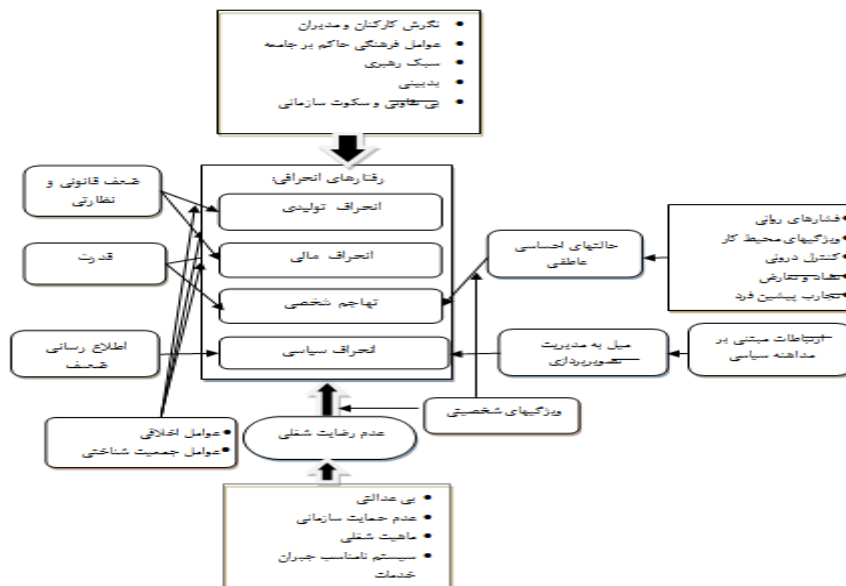 • نگرش کارکنان و مدیران
• عوامل فرهنگی حاکم بر جامعه
• سبک رهبری
• بدبینی
• بی تفاوتی و سکوت سازمانی
رفتارهای انحرافی:
انحراف تولیدی
انحراف مالی
تهاجم شخصی
انحراف سیاسی
ضعف قانونی و
نظارتی
قدرت
اطلاع رسانی
ضعف
• عوامل اخلاقی
• عوامل جمعیت شناختی
حالتهای احساسی
عاطفی
• فشارهای روانی
• ویژگیهای محیط کار
• کنترل درونی
• تضاد و تعارض
• تجارب پیشین فرد
میل به مدیریت
تصویرپردازی
ارتباطات مبتنی بر
مداهنه سیاسی
ویژگیهای شخصیتی
عدم رضایت شغلی
• بی عدالتی
• عدم حمایت سازمانی
• ماهیت شغلی
• سیستم نامناسب جبران
خدمات